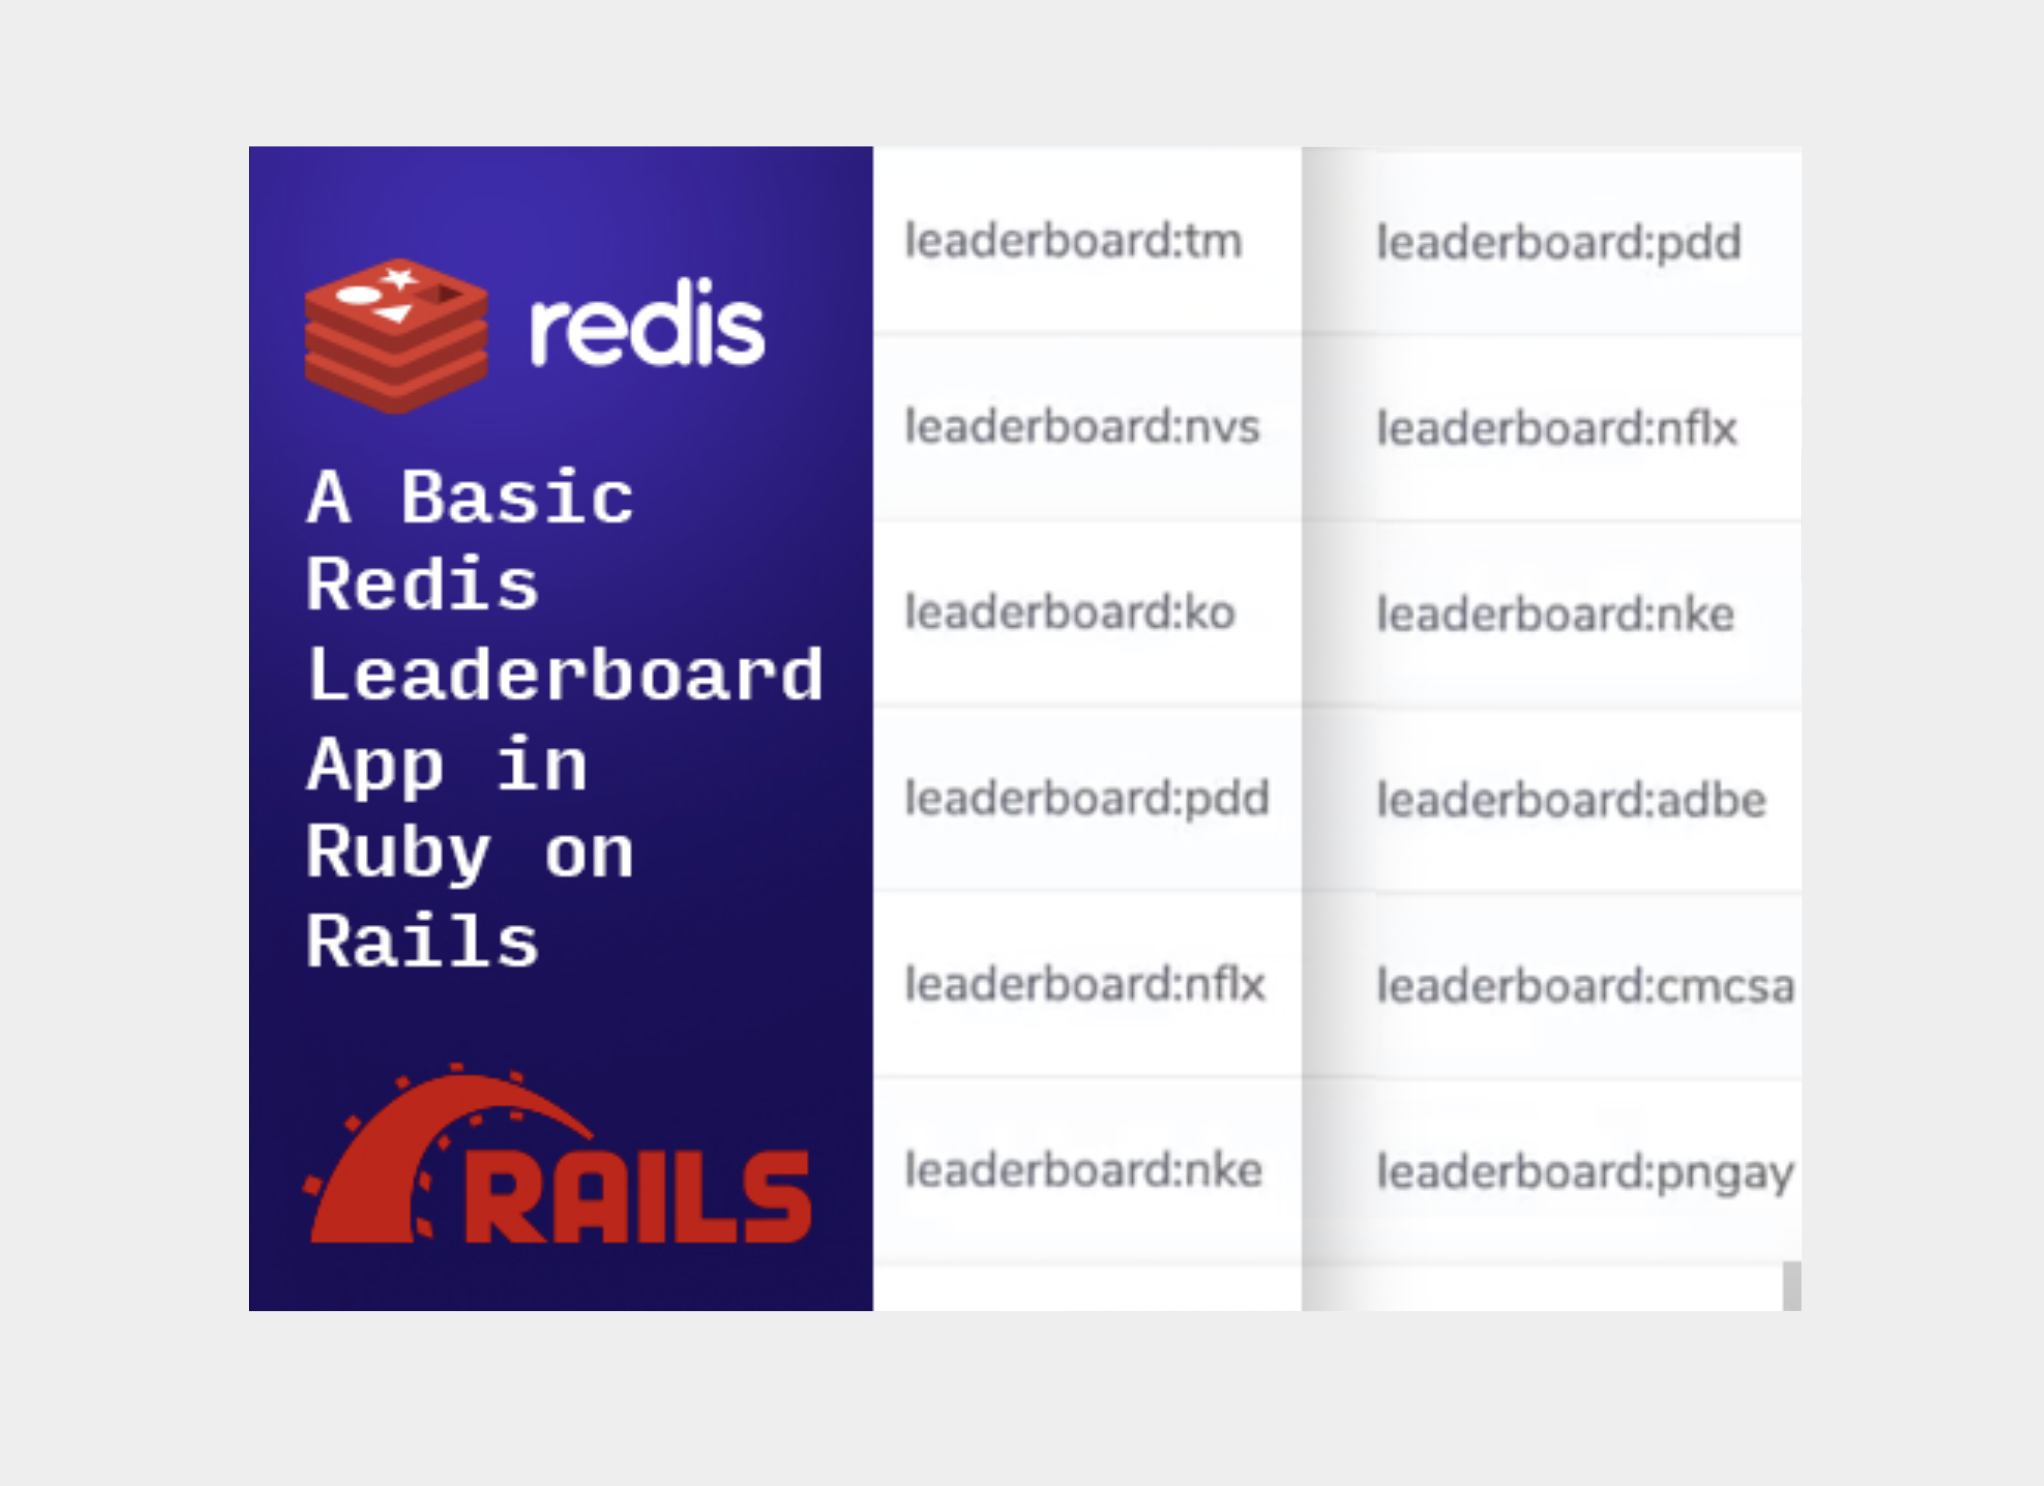 redis
A Basic
Redis
Leaderboard
App in
Ruby on
Rails
RAILS
leaderboard:tm
leaderboard:nvs
leaderboard:ko
leaderboard:pdd
leaderboard:nflx
leaderboard:nke
leaderboard:pdd
leaderboard:nflx
leaderboard:nke
leaderboard:adbe
leaderboard:cmcsa
leaderboard:pngay